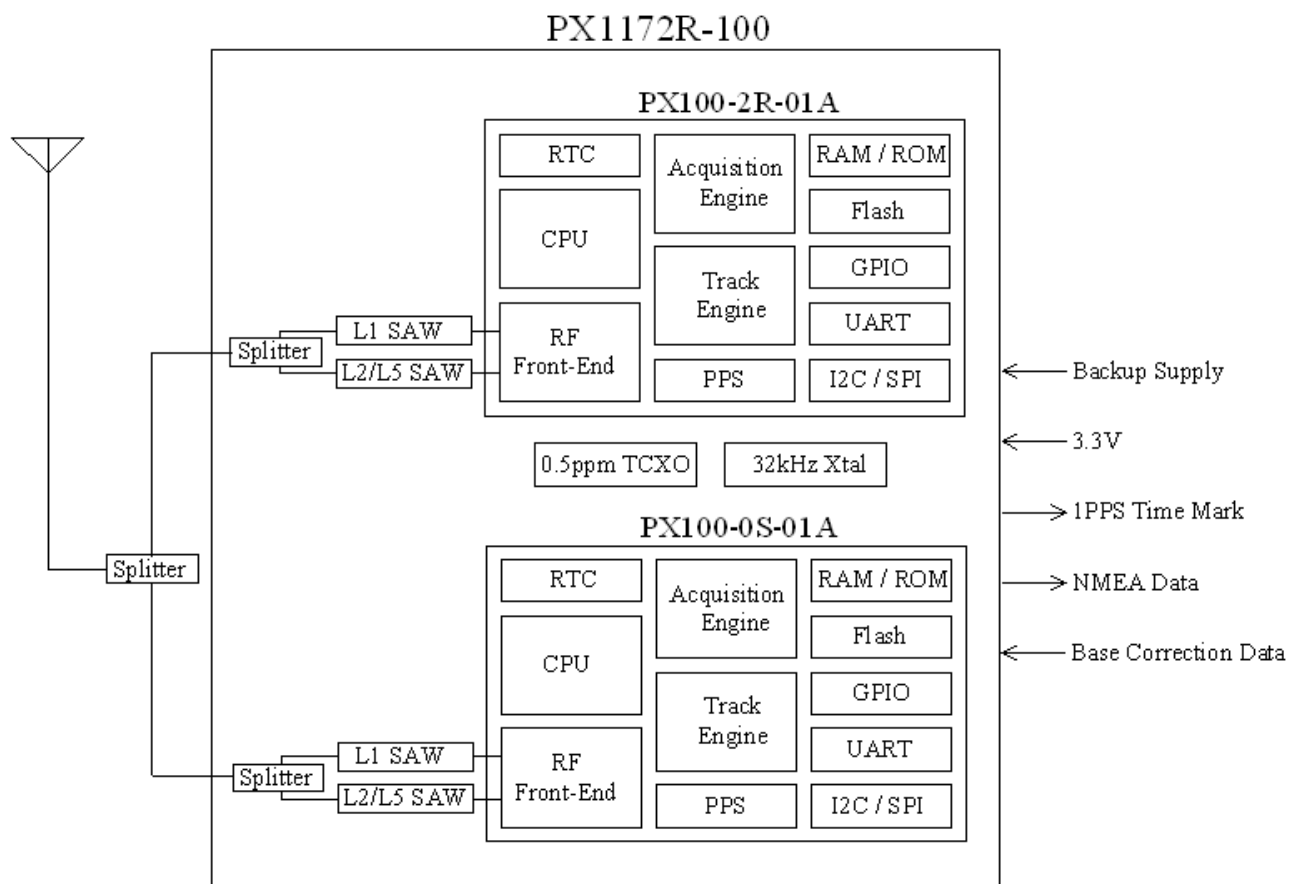 PX1172R-100
PX100-2R-01A
RTC
Acquisition
Engine
RAM / ROM
CPU
Flash
Track
Engine
GPIO
RF
Front-End
UART
PPS
I2C / SPI
L1 SAW
Splitter
L2/L5 SAW
0.5ppm TCXO
32kHz Xtal
Splitter
PX100-0S-01A
RTC
Acquisition
Engine
RAM / ROM
CPU
Flash
Track
Engine
GPIO
RF
Front-End
UART
PPS
I2C / SPI
L1 SAW
Splitter
L2/L5 SAW
Backup Supply
3.3V
1PPS Time Mark
NMEA Data
Base Correction Data